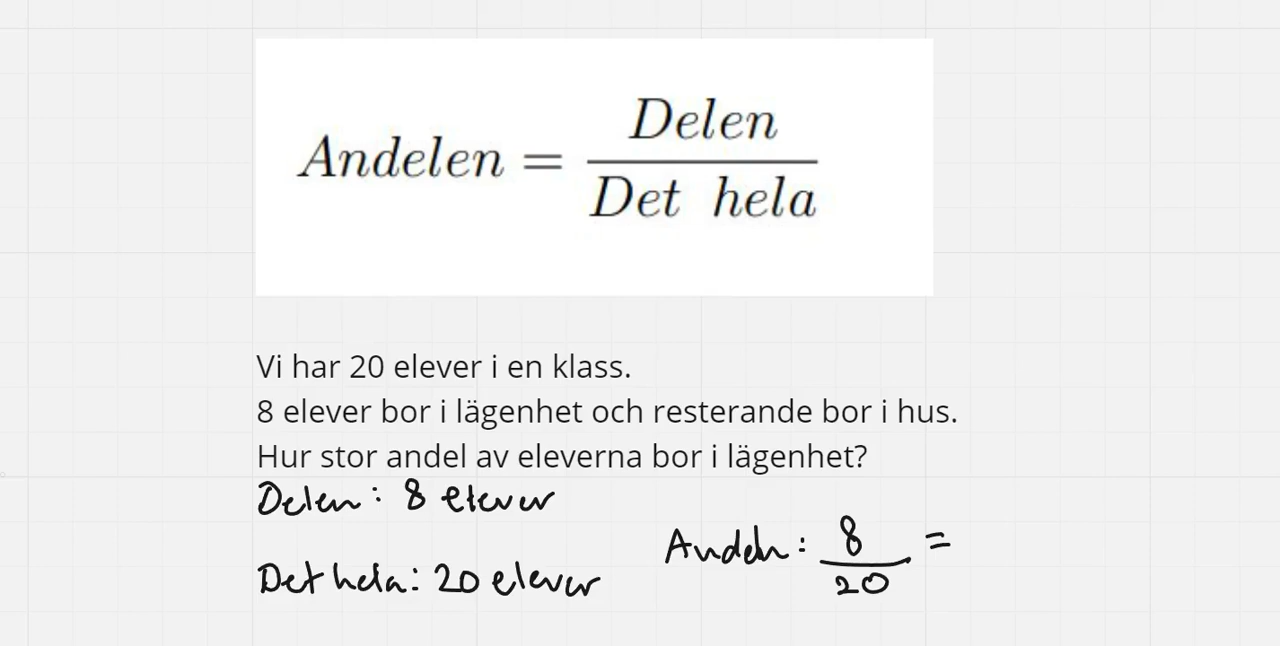 Andelen = Delen / Det hela
Vi har 20 elever i en klass.
8 elever bor i lägenhet och resterande bor i hus.
Hur stor andel av eleverna bor i lägenhet?
Delen: 8 elever
Det hela: 20 elever
Andeln: 8/20 =